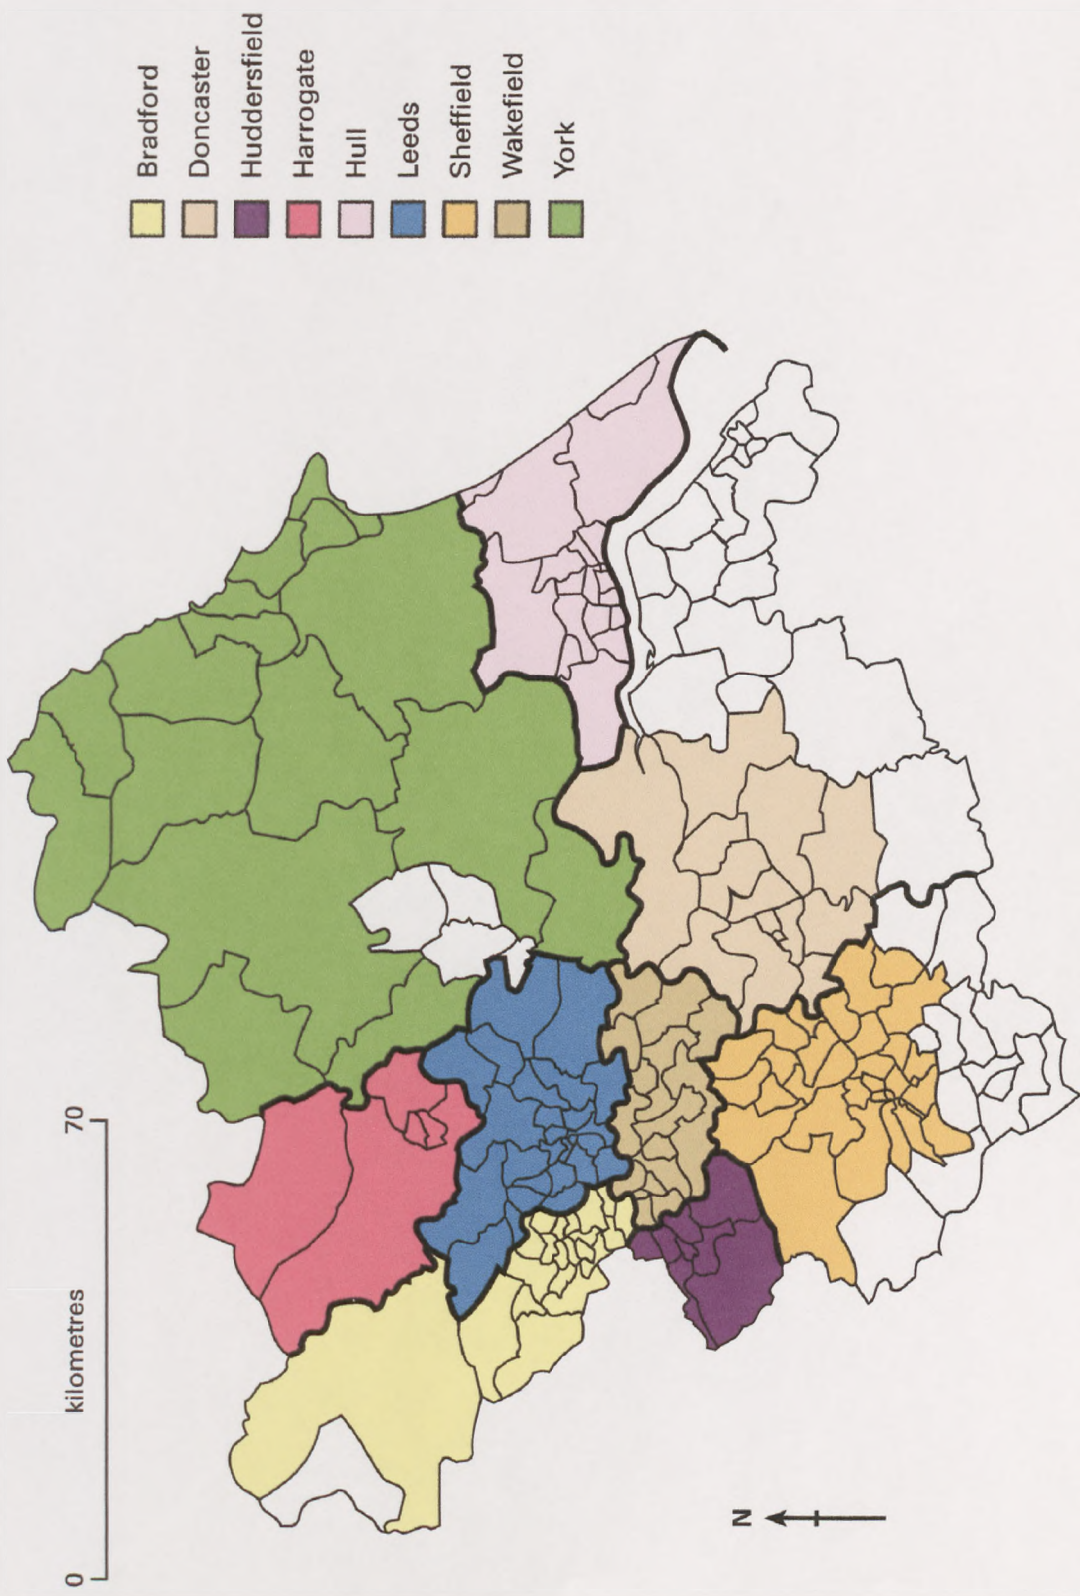 Bradford
Doncaster
Huddersfield
Harrogate
Hull
Leeds
Sheffield
Wakefield
York
0
kilometres
70
N